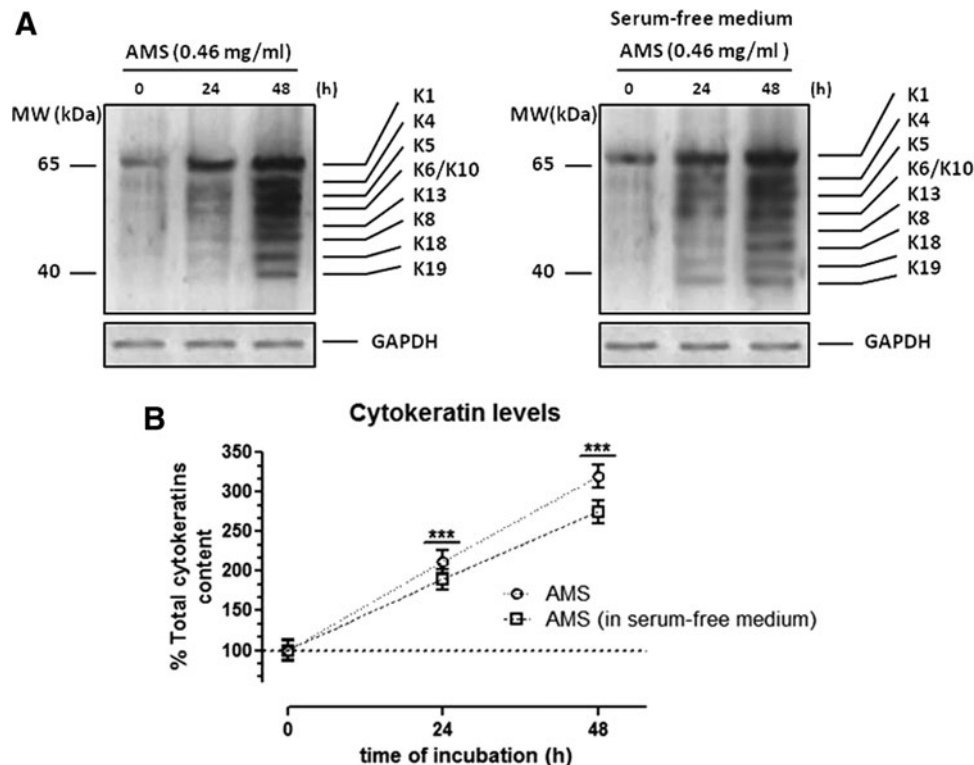 A
AMS (0.46 mg/ml)
0 24 48 (h)
MW (kDa)
65
40
K1
K4
K5
K6/K10
K13
K8
K18
K19
GAPDH
Serum-free medium
AMS (0.46 mg/ml)
0 24 48 (h)
MW (kDa)
65
40
K1
K4
K5
K6/K10
K13
K8
K18
K19
GAPDH
B
Cytokeratin levels
% Total cytokeratins
content
350
300
250
200
150
100
***
***
AMS
AMS (in serum-free medium)
0 24 48
time of incubation (h)